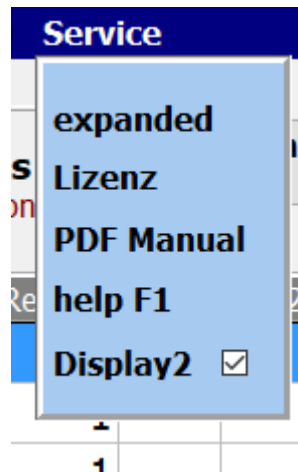 Service
expanded
Lizenz
PDF Manual
help F1
Display2
1
1